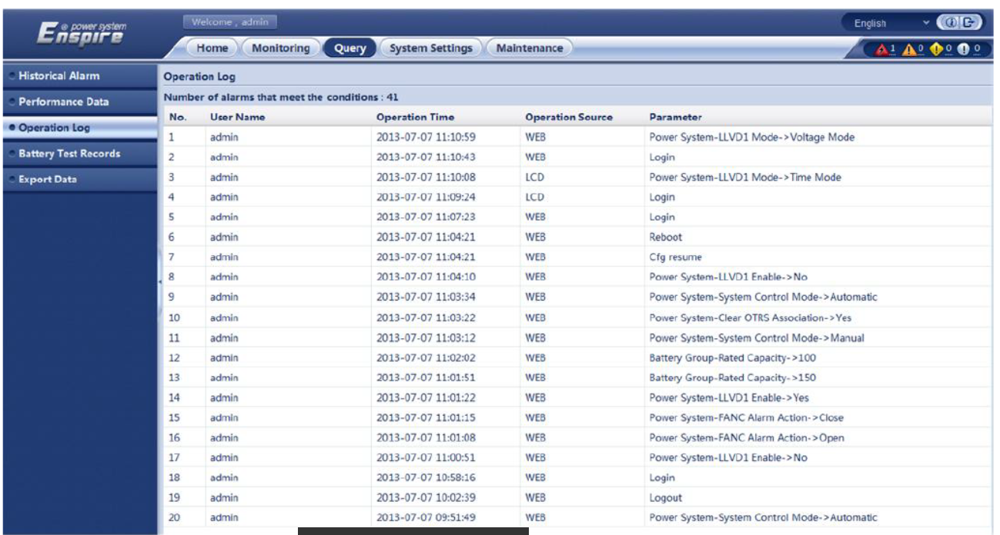 e power system
Enspire
Welcome , admin
English
Home Monitoring Query System Settings Maintenance
1 0 0 0
Historical Alarm
Performance Data
Operation Log
Battery Test Records
Export Data
Operation Log
Number of alarms that meet the conditions : 41
No. User Name Operation Time Operation Source Parameter
1 admin 2013-07-07 11:10:59 WEB Power System-LLVD1 Mode->Voltage Mode
2 admin 2013-07-07 11:10:43 WEB Login
3 admin 2013-07-07 11:10:08 LCD Power System-LLVD1 Mode->Time Mode
4 admin 2013-07-07 11:09:24 LCD Login
5 admin 2013-07-07 11:07:23 WEB Login
6 admin 2013-07-07 11:04:21 WEB Reboot
7 admin 2013-07-07 11:04:21 WEB Cfg resume
8 admin 2013-07-07 11:04:10 WEB Power System-LLVD1 Enable->No
9 admin 2013-07-07 11:03:34 WEB Power System-System Control Mode->Automatic
10 admin 2013-07-07 11:03:22 WEB Power System-Clear OTRS Association->Yes
11 admin 2013-07-07 11:03:12 WEB Power System-System Control Mode->Manual
12 admin 2013-07-07 11:02:02 WEB Battery Group-Rated Capacity->100
13 admin 2013-07-07 11:01:51 WEB Battery Group-Rated Capacity->150
14 admin 2013-07-07 11:01:22 WEB Power System-LLVD1 Enable->Yes
15 admin 2013-07-07 11:01:15 WEB Power System-FANC Alarm Action->Close
16 admin 2013-07-07 11:01:08 WEB Power System-FANC Alarm Action->Open
17 admin 2013-07-07 11:00:51 WEB Power System-LLVD1 Enable->No
18 admin 2013-07-07 10:58:16 WEB Login
19 admin 2013-07-07 10:02:39 WEB Logout
20 admin 2013-07-07 09:51:49 WEB Power System-System Control Mode->Automatic